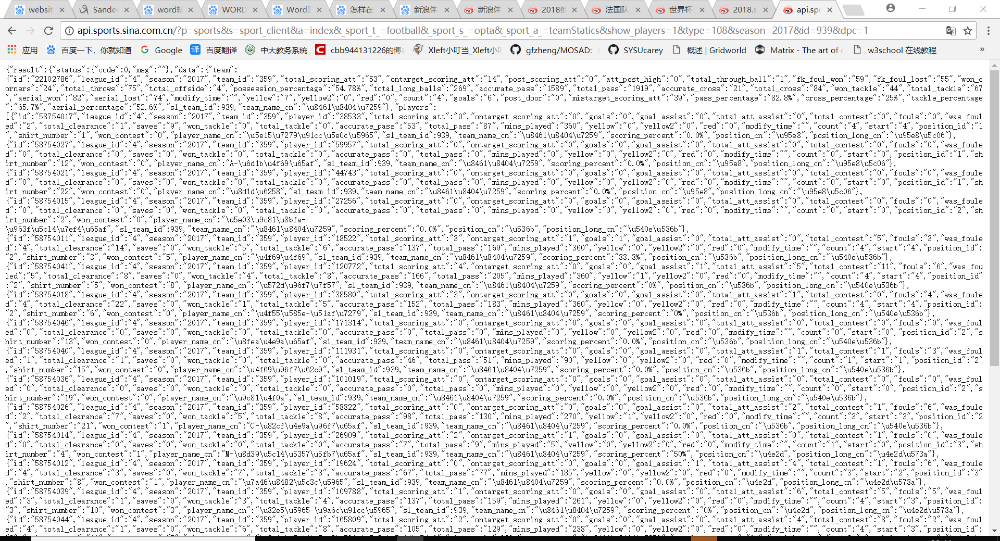 websit
Sander
word轴
WORD
Word
怎样在
新浪体
新浪体
2018俄
法国队
世界杯
2018.s
api.spo
api.sports.sina.com.cn/?p=sports&s=sport_client&a=index&_sport_t_=football&_sport_s_=opta&_sport_a_=teamStatics&show_players=1&type=108&season=2017&id=939&dpc=1
应用
百度一下，你就知道
Google
百度翻译
中大教务系统
cbb944131226的博客
Xleft小叮当_Xleft小叮
gfzheng/MOSAD:
SYSUcarey
概述 | Gridworld
Matrix - The art of c
w3school 在线教程
»
{"result":{"status":{"code":0,"msg":""},"data":{"team":
{"id":"22102786","league_id":"4","season":"2017","team_id":"359","total_scoring_att":"53","ontarget_scoring_att":"14","post_scoring_att":"0","att_post_high":"0","total_through_ball":"1","fk_foul_won":"59","fk_foul_lost":"55","won_c
orners":"24","total_throws":"75","total_offside":"4","possession_percentage":"54.78%","total_long_balls":"269","accurate_pass":"1589","total_pass":"1919","accurate_cross":"21","total_cross":"84","won_tackle":"44","total_tackle":"67
","aerial_won":"82","aerial_lost":"74","modify_time":"","yellow":"7","yellow2":"0","red":"0","count":"4","goals":"6","post_door":"0","mistarget_scoring_att":"39","pass_percentage":"82.8%","cross_percentage":"25%","tackle_percentage
":"65.7%","aerial_percentage":"52.6%","sl_team_id":939,"team_name_cn":"\u8461\u8404\u7259"},"players":
[{"id":"58754017","league_id":"4","season":"2017","team_id":"359","player_id":"38533","total_scoring_att":"0","ontarget_scoring_att":"0","goals":"0","goal_assist":"0","total_att_assist":"0","total_contest":"0","fouls":"0","was_foul
ed":"2","total_clearance":"1","saves":"9","won_tackle":"0","total_tackle":"0","accurate_pass":"53","total_pass":"87","mins_played":"360","yellow":"0","yellow2":"0","red":"0","modify_time":"","count":"4","start":"4","position_id":"1"
,"shirt_number":"1","won_contest":"0","player_name_cn":"\u5e15\u7279\u91cc\u5e0c\u5965","sl_team_id":939,"team_name_cn":"\u8461\u8404\u7259","scoring_percent":"0.0%","position_cn":"\u95e8","position_long_cn":"\u95e8\u5c06"},
{"id":"58754027","league_id":"4","season":"2017","team_id":"359","player_id":"59957","total_scoring_att":"0","ontarget_scoring_att":"0","goals":"0","goal_assist":"0","total_att_assist":"0","total_contest":"0","fouls":"0","was_foule
d":"0","total_clearance":"0","saves":"0","won_tackle":"0","total_tackle":"0","accurate_pass":"0","total_pass":"0","mins_played":"0","yellow":"0","yellow2":"0","red":"0","modify_time":"","count":"0","start":"0","position_id":"1","sh
irt_number":"12","won_contest":"0","player_name_cn":"A-\u6d1b\u4f69\u65af","sl_team_id":939,"team_name_cn":"\u8461\u8404\u7259","scoring_percent":"0.0%","position_cn":"\u95e8","position_long_cn":"\u95e8\u5c06"},
{"id":"58754021","league_id":"4","season":"2017","team_id":"359","player_id":"44743","total_scoring_att":"0","ontarget_scoring_att":"0","goals":"0","goal_assist":"0","total_att_assist":"0","total_contest":"0","fouls":"0","was_foule
d":"0","total_clearance":"0","saves":"0","won_tackle":"0","total_tackle":"0","accurate_pass":"0","total_pass":"0","mins_played":"0","yellow":"0","yellow2":"0","red":"0","modify_time":"","count":"0","start":"0","position_id":"1","sh
irt_number":"22","won_contest":"0","player_name_cn":"\u8d1d\u6258","sl_team_id":939,"team_name_cn":"\u8461\u8404\u7259","scoring_percent":"0.0%","position_cn":"\u95e8","position_long_cn":"\u95e8\u5c06"},
{"id":"58754015","league_id":"4","season":"2017","team_id":"359","player_id":"27256","total_scoring_att":"0","ontarget_scoring_att":"0","goals":"0","goal_assist":"0","total_att_assist":"0","total_contest":"0","fouls":"0","was_foule
d":"0","total_clearance":"0","saves":"0","won_tackle":"0","total_tackle":"0","accurate_pass":"0","total_pass":"0","mins_played":"0","yellow":"0","yellow2":"0","red":"0","modify_time":"","count":"0","start":"0","position_id":"2","sh
irt_number":"2","won_contest":"0","player_name_cn":"\u5e03\u9c81\u8bfa-
\u963f\u5c14\u7ef4\u65af","sl_team_id":939,"team_name_cn":"\u8461\u8404\u7259","scoring_percent":"0.0%","position_cn":"\u536b","position_long_cn":"\u540e\u536b"},
{"id":"58754011","league_id":"4","season":"2017","team_id":"359","player_id":"18522","total_scoring_att":"3","ontarget_scoring_att":"1","goals":"1","goal_assist":"0","total_att_assist":"0","total_contest":"5","fouls":"3","was_foule
d":"4","total_clearance":"14","saves":"0","won_tackle":"5","total_tackle":"6","accurate_pass":"137","total_pass":"169","mins_played":"360","yellow":"0","yellow2":"0","red":"0","modify_time":"","count":"4","start":"4","position_id":
"2","shirt_number":"3","won_contest":"5","player_name_cn":"\u4f69\u4f69","sl_team_id":939,"team_name_cn":"\u8461\u8404\u7259","scoring_percent":"33.3%","position_cn":"\u536b","position_long_cn":"\u540e\u536b"},
{"id":"58754041","league_id":"4","season":"2017","team_id":"359","player_id":"120772","total_scoring_att":"4","ontarget_scoring_att":"0","goals":"0","goal_assist":"1","total_att_assist":"5","total_contest":"11","fouls":"6","was_fou
led":"5","total_clearance":"8","saves":"0","won_tackle":"4","total_tackle":"8","accurate_pass":"166","total_pass":"205","mins_played":"360","yellow":"1","yellow2":"0","red":"0","modify_time":"","count":"4","start":"4","position_id"
:"2","shirt_number":"5","won_contest":"8","player_name_cn":"\u572d\u96f7\u7f57","sl_team_id":939,"team_name_cn":"\u8461\u8404\u7259","scoring_percent":"0%","position_cn":"\u536b","position_long_cn":"\u540e\u536b"},
{"id":"58754018","league_id":"4","season":"2017","team_id":"359","player_id":"38580","total_scoring_att":"3","ontarget_scoring_att":"0","goals":"0","goal_assist":"0","total_att_assist":"1","total_contest":"0","fouls":"4","was_foule
d":"4","total_clearance":"22","saves":"0","won_tackle":"1","total_tackle":"5","accurate_pass":"152","total_pass":"183","mins_played":"360","yellow":"0","yellow2":"0","red":"0","modify_time":"","count":"4","start":"4","position_id":
"2","shirt_number":"6","won_contest":"0","player_name_cn":"\u4f55\u585e-\u51af\u7279","sl_team_id":939,"team_name_cn":"\u8461\u8404\u7259","scoring_percent":"0%","position_cn":"\u536b","position_long_cn":"\u540e\u536b"},
{"id":"58754046","league_id":"4","season":"2017","team_id":"359","player_id":"171314","total_scoring_att":"0","ontarget_scoring_att":"0","goals":"0","goal_assist":"0","total_att_assist":"0","total_contest":"0","fouls":"0","was_foul
ed":"0","total_clearance":"0","saves":"0","won_tackle":"0","total_tackle":"0","accurate_pass":"0","total_pass":"0","mins_played":"0","yellow":"0","yellow2":"0","red":"0","modify_time":"","count":"0","start":"0","position_id":"2","s
hirt_number":"13","won_contest":"0","player_name_cn":"\u8fea\u4e9a\u65af","sl_team_id":939,"team_name_cn":"\u8461\u8404\u7259","scoring_percent":"0.0%","position_cn":"\u536b","position_long_cn":"\u540e\u536b"},
{"id":"58754040","league_id":"4","season":"2017","team_id":"359","player_id":"111931","total_scoring_att":"0","ontarget_scoring_att":"0","goals":"0","goal_assist":"0","total_att_assist":"1","total_contest":"1","fouls":"3","was_foul
ed":"1","total_clearance":"1","saves":"0","won_tackle":"0","total_tackle":"0","accurate_pass":"46","total_pass":"51","mins_played":"90","yellow":"0","yellow2":"0","red":"0","modify_time":"","count":"1","start":"1","position_id":"2"
,"shirt_number":"15","won_contest":"0","player_name_cn":"\u4f69\u96f7\u62c9","sl_team_id":939,"team_name_cn":"\u8461\u8404\u7259","scoring_percent":"0.0%","position_cn":"\u536b","position_long_cn":"\u540e\u536b"},
{"id":"58754036","league_id":"4","season":"2017","team_id":"359","player_id":"101019","total_scoring_att":"0","ontarget_scoring_att":"0","goals":"0","goal_assist":"0","total_att_assist":"0","total_contest":"0","fouls":"0","was_foul
ed":"0","total_clearance":"0","saves":"0","won_tackle":"0","total_tackle":"0","accurate_pass":"0","total_pass":"0","mins_played":"0","yellow":"0","yellow2":"0","red":"0","modify_time":"","count":"0","start":"0","position_id":"2","s
hirt_number":"19","won_contest":"0","player_name_cn":"\u9c81\u4f0a","sl_team_id":939,"team_name_cn":"\u8461\u8404\u7259","scoring_percent":"0.0%","position_cn":"\u536b","position_long_cn":"\u540e\u536b"},
{"id":"58754026","league_id":"4","season":"2017","team_id":"359","player_id":"58822","total_scoring_att":"0","ontarget_scoring_att":"0","goals":"0","goal_assist":"0","total_att_assist":"2","total_contest":"1","fouls":"6","was_foule
d":"2","total_clearance":"7","saves":"0","won_tackle":"5","total_tackle":"8","accurate_pass":"98","total_pass":"130","mins_played":"270","yellow":"1","yellow2":"0","red":"0","modify_time":"","count":"3","start":"3","position_id":"2
","shirt_number":"21","won_contest":"1","player_name_cn":"C-\u82cf\u4e9a\u96f7\u65af","sl_team_id":939,"team_name_cn":"\u8461\u8404\u7259","scoring_percent":"0.0%","position_cn":"\u536b","position_long_cn":"\u540e\u536b"},
{"id":"58754014","league_id":"4","season":"2017","team_id":"359","player_id":"26909","total_scoring_att":"2","ontarget_scoring_att":"1","goals":"0","goal_assist":"0","total_att_assist":"0","total_contest":"1","fouls":"0","was_foule
d":"0","total_clearance":"0","saves":"0","won_tackle":"0","total_tackle":"0","accurate_pass":"7","total_pass":"9","mins_played":"5","yellow":"0","yellow2":"0","red":"0","modify_time":"","count":"1","start":"0","position_id":"3","sh
irt_number":"4","won_contest":"1","player_name_cn":"M-\u8d39\u5c14\u5357\u5fb7\u65af","sl_team_id":939,"team_name_cn":"\u8461\u8404\u7259","scoring_percent":"50%","position_cn":"\u4e2d","position_long_cn":"\u4e2d\u573a"},
{"id":"58754012","league_id":"4","season":"2017","team_id":"359","player_id":"19624","total_scoring_att":"0","ontarget_scoring_att":"0","goals":"0","goal_assist":"1","total_att_assist":"4","total_contest":"1","fouls":"6","was_foule
d":"4","total_clearance":"3","saves":"0","won_tackle":"7","total_tackle":"8","accurate_pass":"67","total_pass":"77","mins_played":"185","yellow":"0","yellow2":"0","red":"0","modify_time":"","count":"3","start":"2","position_id":"3"
,"shirt_number":"8","won_contest":"1","player_name_cn":"\u7a46\u8482\u5c3c\u5965","sl_team_id":939,"team_name_cn":"\u8461\u8404\u7259","scoring_percent":"0.0%","position_cn":"\u4e2d","position_long_cn":"\u4e2d\u573a"},
{"id":"58754039","league_id":"4","season":"2017","team_id":"359","player_id":"109788","total_scoring_att":"1","ontarget_scoring_att":"0","goals":"0","goal_assist":"0","total_att_assist":"6","total_contest":"5","fouls":"5","was_foul
ed":"3","total_clearance":"1","saves":"0","won_tackle":"3","total_tackle":"4","accurate_pass":"137","total_pass":"159","mins_played":"261","yellow":"0","yellow2":"0","red":"0","modify_time":"","count":"4","start":"3","position_id":
"3","shirt_number":"10","won_contest":"3","player_name_cn":"\u82e5\u5965-\u9a6c\u91cc\u5965","sl_team_id":939,"team_name_cn":"\u8461\u8404\u7259","scoring_percent":"0%","position_cn":"\u4e2d","position_long_cn":"\u4e2d\u573a"},
{"id":"58754044","league_id":"4","season":"2017","team_id":"359","player_id":"165809","total_scoring_att":"2","ontarget_scoring_att":"0","goals":"0","goal_assist":"0","total_att_assist":"4","total_contest":"8","fouls":"2","was_foul
ed":"4","total_clearance":"1","saves":"0","won_tackle":"6","total_tackle":"8","accurate_pass":"105","total_pass":"129","mins_played":"238","yellow":"0","yellow2":"0","red":"0","modify_time":"","count":"4","start":"3","position_id":